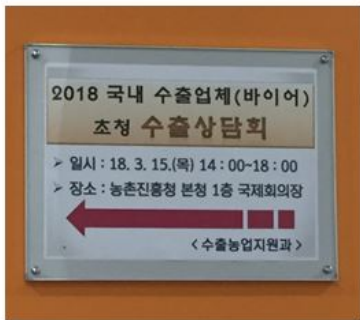 2018 국내 수출업체(바이어)
초청 수출상담회
➢ 일시 : 18. 3. 15.(목) 14 : 00~18 : 00
➢ 장소 : 농촌진흥청 본청 1층 국제회의장
< 수출농업지원과 >